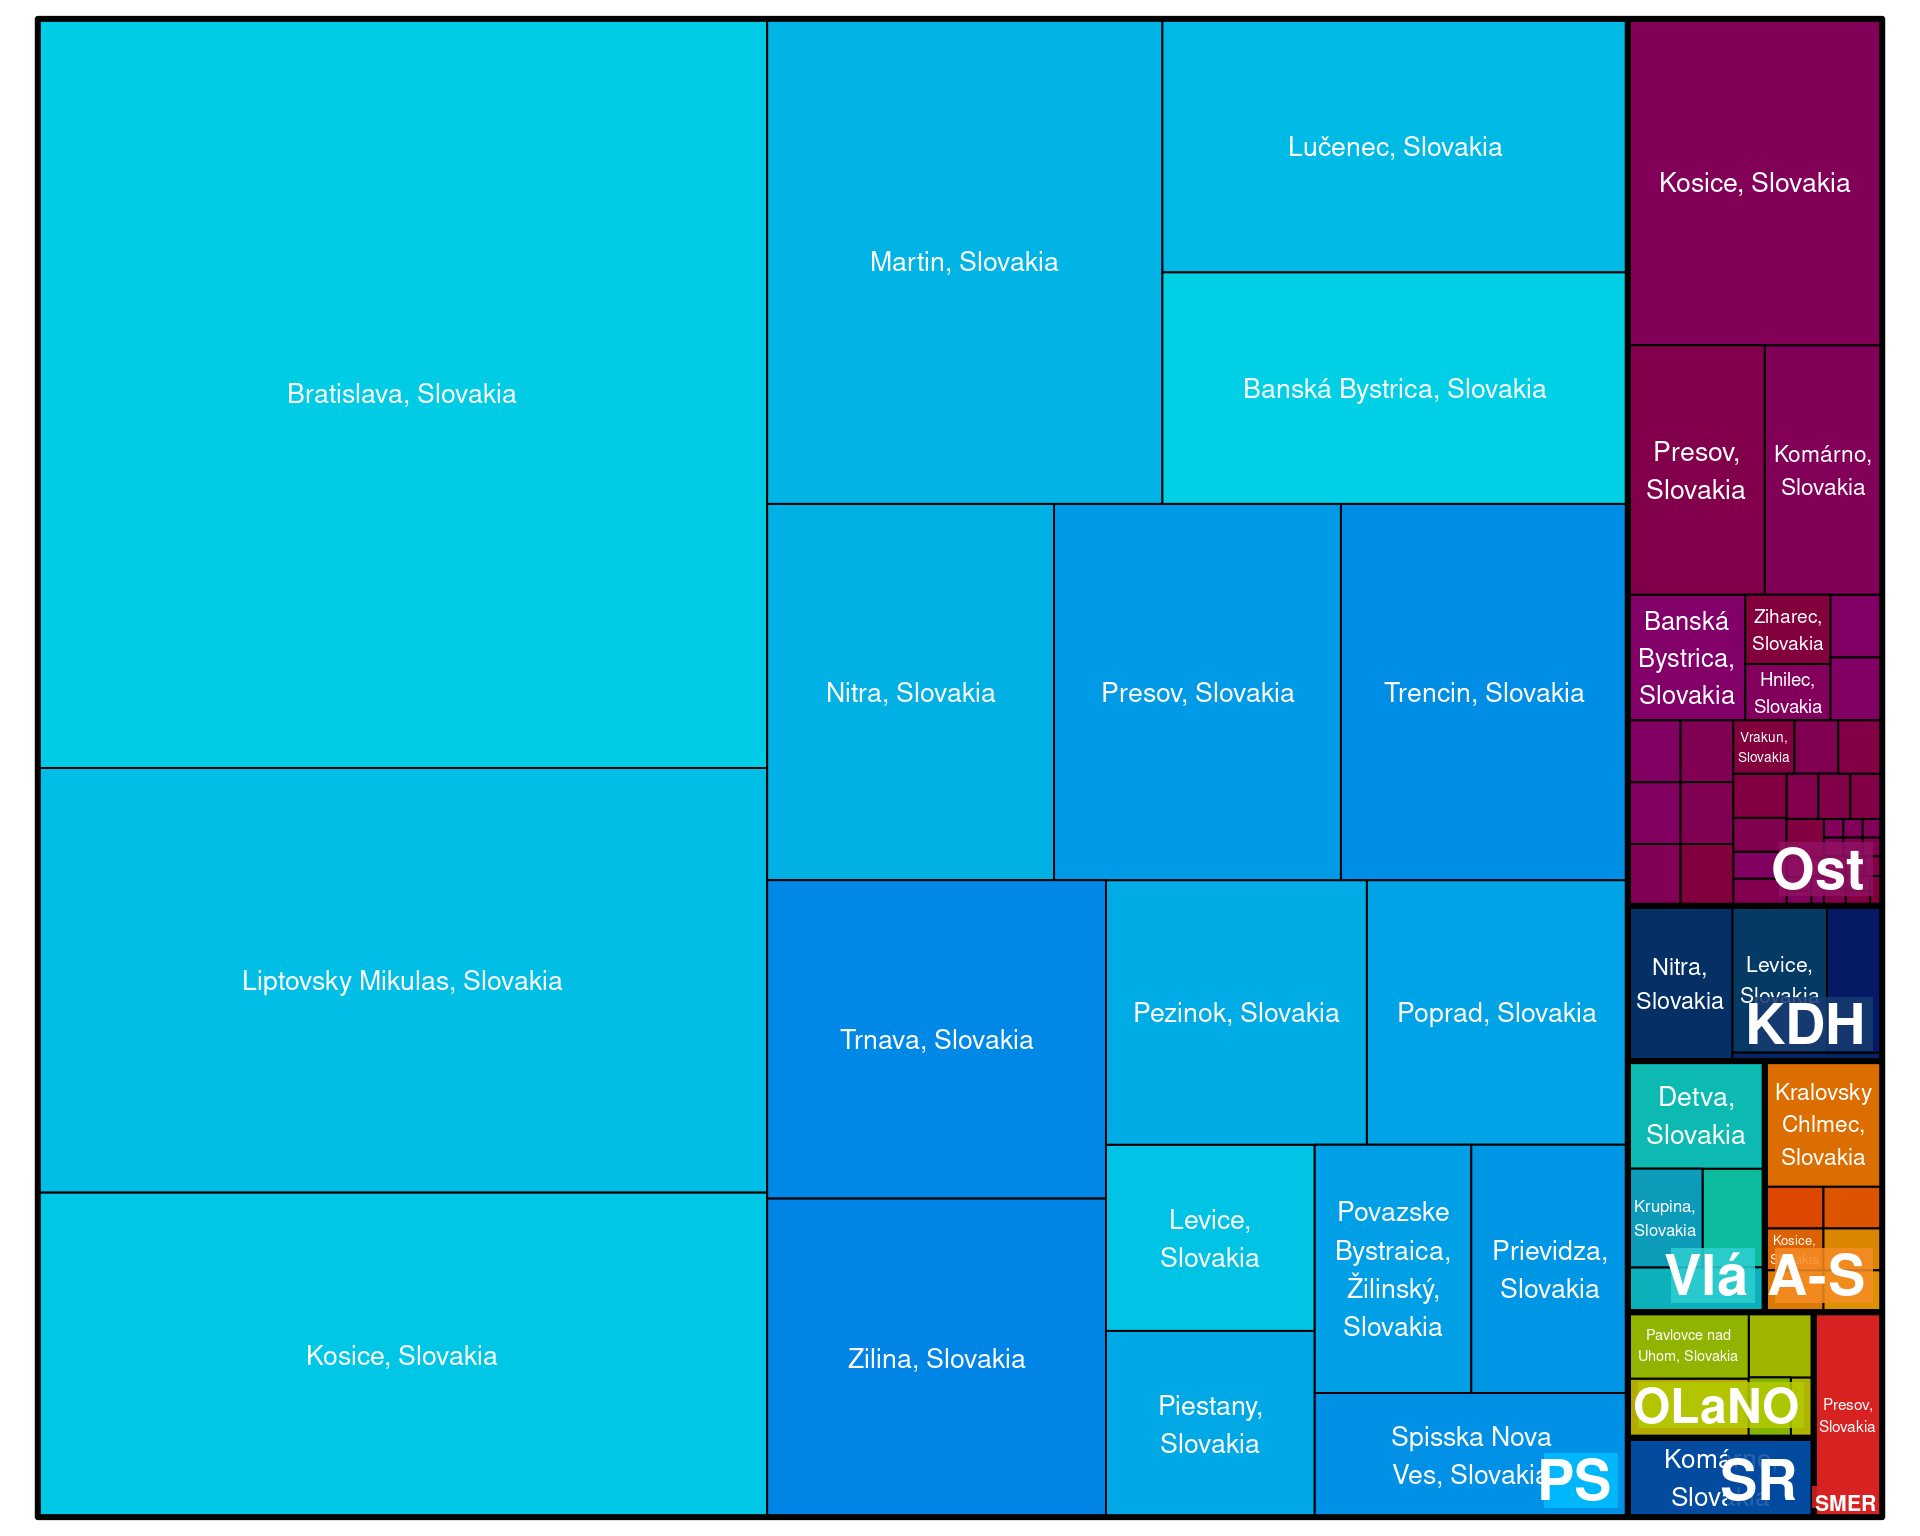 Bratislava, Slovakia
Liptovsky Mikulas, Slovakia
Kosice, Slovakia
Martin, Slovakia
Lučenec, Slovakia
Banská Bystrica, Slovakia
Nitra, Slovakia
Presov, Slovakia
Trencin, Slovakia
Trnava, Slovakia
Zilina, Slovakia
Pezinok, Slovakia
Poprad, Slovakia
Levice,
Slovakia
Piestany,
Slovakia
Povazske
Bystraica,
Žilinský,
Slovakia
Prievidza,
Slovakia
Spisska Nova
Ves, Slovakia
PS
Kosice, Slovakia
Presov,
Slovakia
Komárno,
Slovakia
Banská
Bystrica,
Slovakia
Ziharec,
Slovakia
Hnilec,
Slovakia
Vrakun,
Slovakia
Ost
Nitra,
Slovakia
Levice,
Slovakia
KDH
Detva,
Slovakia
Krupina,
Slovakia
Vlá
Kralovsky
Chlmec,
Slovakia
Kosice,
Slovakia
A-S
Pavlovce nad
Uhom, Slovakia
OLaNO
Komárno,
Slovakia
SR
Presov,
Slovakia
SMER